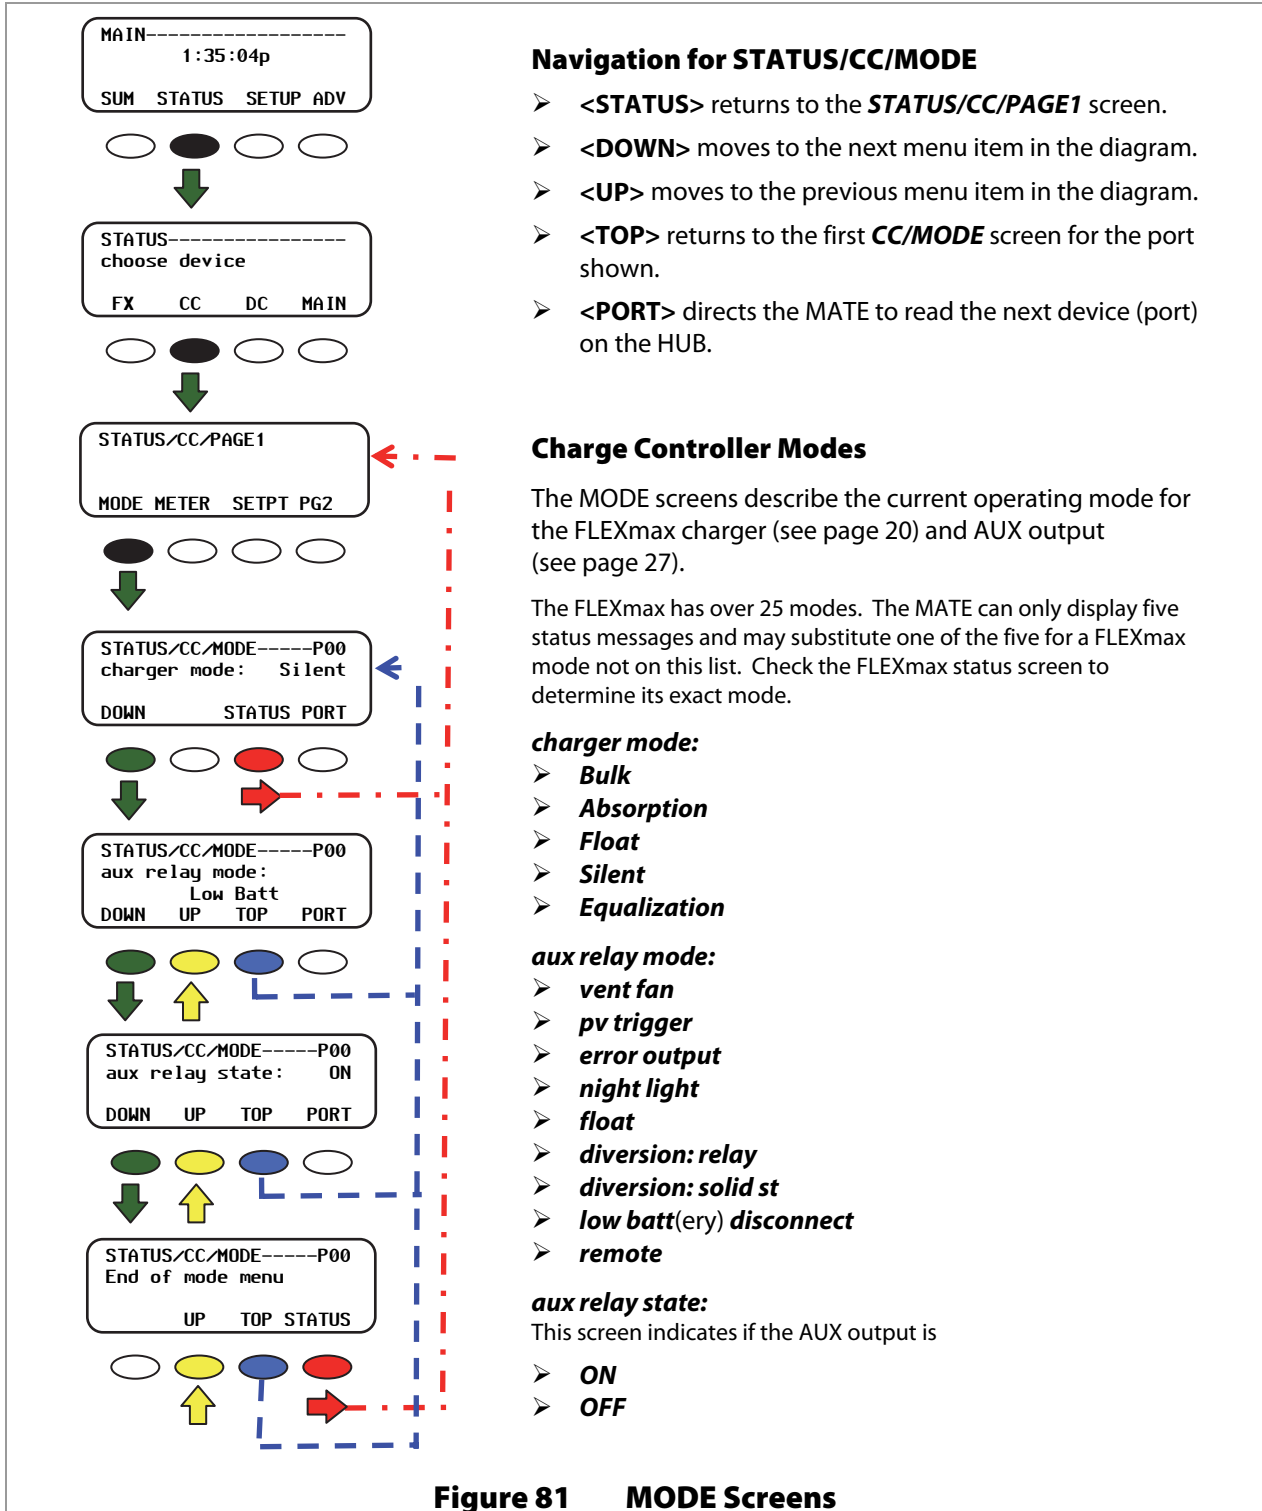 MAIN-------------------
1:35:04p
SUM STATUS SETUP ADV
STATUS-----------------
choose device
FX CC DC MAIN
STATUS/CC/PAGE1
MODE METER SETPT PG2
STATUS/CC/MODE-----P00
charger mode: Silent
DOWN STATUS PORT
STATUS/CC/MODE-----P00
aux relay mode:
Low Batt
DOWN UP TOP PORT
STATUS/CC/MODE-----P00
aux relay state: ON
DOWN UP TOP PORT
STATUS/CC/MODE-----P00
End of mode menu
UP TOP STATUS
Navigation for STATUS/CC/MODE
➢ <STATUS> returns to the STATUS/CC/PAGE1 screen.
➢ <DOWN> moves to the next menu item in the diagram.
➢ <UP> moves to the previous menu item in the diagram.
➢ <TOP> returns to the first CC/MODE screen for the port
shown.
➢ <PORT> directs the MATE to read the next device (port)
on the HUB.
Charge Controller Modes
The MODE screens describe the current operating mode for
the FLEXmax charger (see page 20) and AUX output
(see page 27).
The FLEXmax has over 25 modes. The MATE can only display five
status messages and may substitute one of the five for a FLEXmax
mode not on this list. Check the FLEXmax status screen to
determine its exact mode.
charger mode:
➢ Bulk
➢ Absorption
➢ Float
➢ Silent
➢ Equalization
aux relay mode:
➢ vent fan
➢ pv trigger
➢ error output
➢ night light
➢ float
➢ diversion: relay
➢ diversion: solid st
➢ low batt(ery) disconnect
➢ remote
aux relay state:
This screen indicates if the AUX output is
➢ ON
➢ OFF
Figure 81 MODE Screens